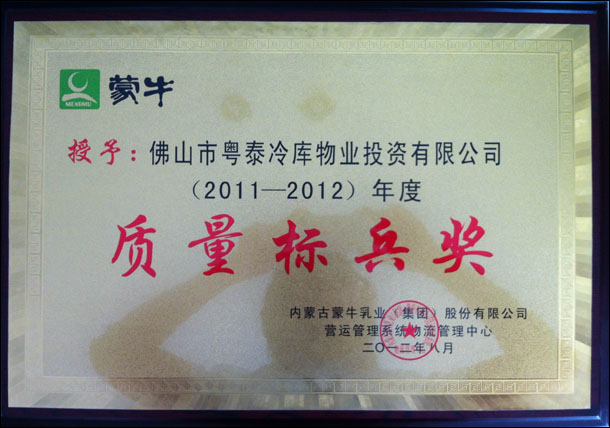 MENGNIU
蒙牛
授予：佛山市粤泰冷库物业投资有限公司
（2011—2012）年度
质量标兵奖
内蒙古蒙牛乳业（集团）股份有限公司
营运管理系统物流管理中心
二〇一二年八月